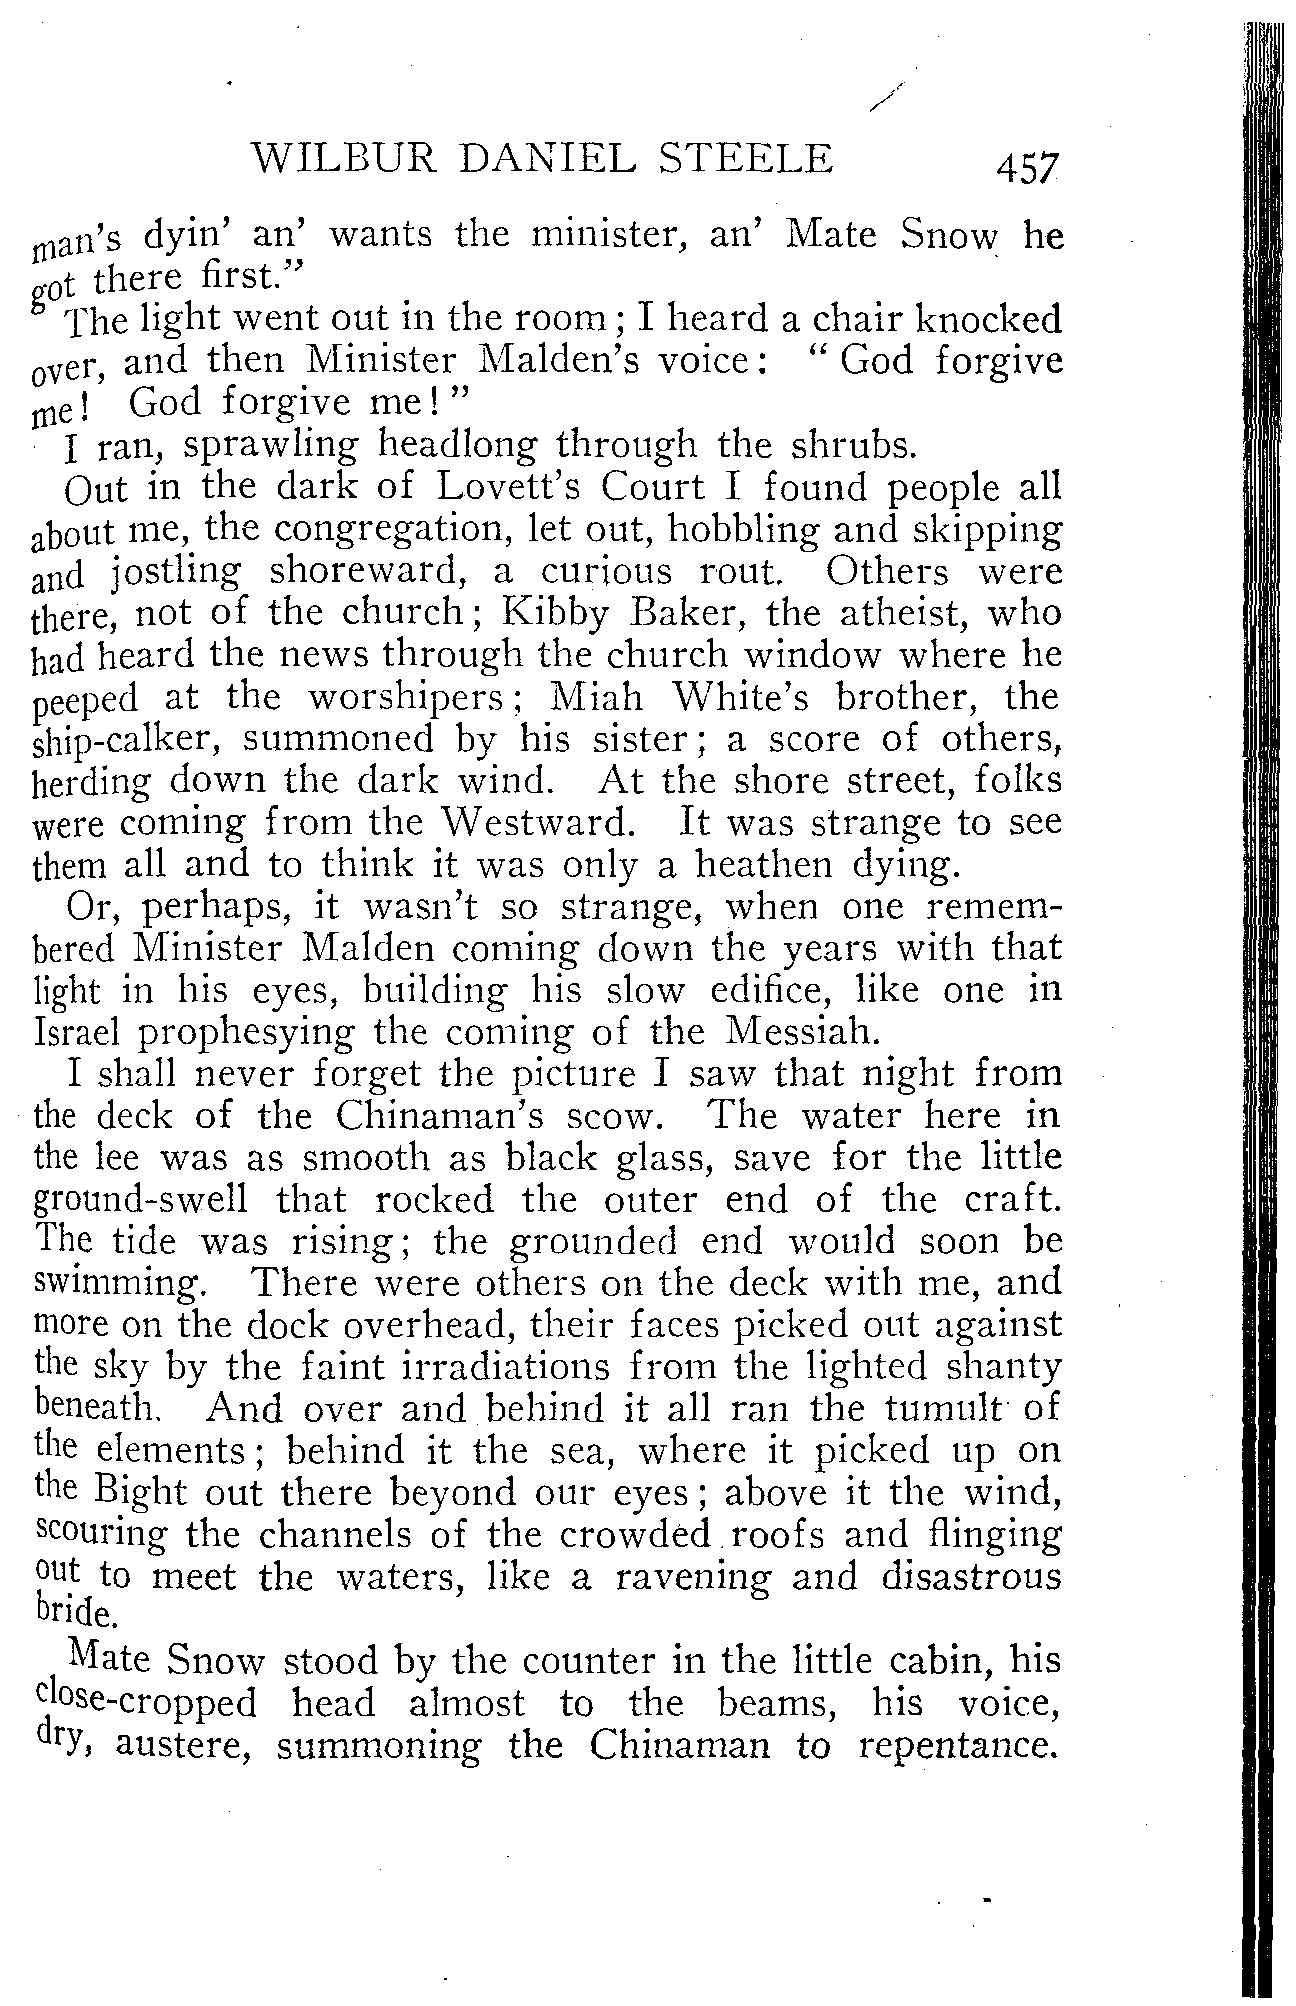 WILBUR DANIEL STEELE 457
man's dyin' an' wants the minister, an' Mate Snow he
got there first."
The light went out in the room; I heard a chair knocked
over, and then Minister Malden's voice: "God forgive
me! God forgive me!"
I ran, sprawling headlong through the shrubs.
Out in the dark of Lovett's Court I found people all
about me, the congregation, let out, hobbling and skipping
and jostling shoreward, a curious rout. Others were
there, not of the church; Kibby Baker, the atheist, who
had heard the news through the church window where he
peeped at the worshipers; Miah White's brother, the
ship-calker, summoned by his sister; a score of others,
herding down the dark wind. At the shore street, folks
were coming from the Westward. It was strange to see
them all and to think it was only a heathen dying.
Or, perhaps, it wasn't so strange, when one remem-
bered Minister Malden coming down the years with that
light in his eyes, building his slow edifice, like one in
Israel prophesying the coming of the Messiah.
I shall never forget the picture I saw that night from
the deck of the Chinaman's scow. The water here in
the lee was as smooth as black glass, save for the little
ground-swell that rocked the outer end of the craft.
The tide was rising; the grounded end would soon be
swimming. There were others on the deck with me, and
more on the dock overhead, their faces picked out against
the sky by the faint irradiations from the lighted shanty
beneath. And over and behind it all ran the tumult of
the elements; behind it the sea, where it picked up on
the Bight out there beyond our eyes; above it the wind,
scouring the channels of the crowded roofs and flinging
out to meet the waters, like a ravening and disastrous
bride.
Mate Snow stood by the counter in the little cabin, his
close-cropped head almost to the beams, his voice,
dry, austere, summoning the Chinaman to repentance.